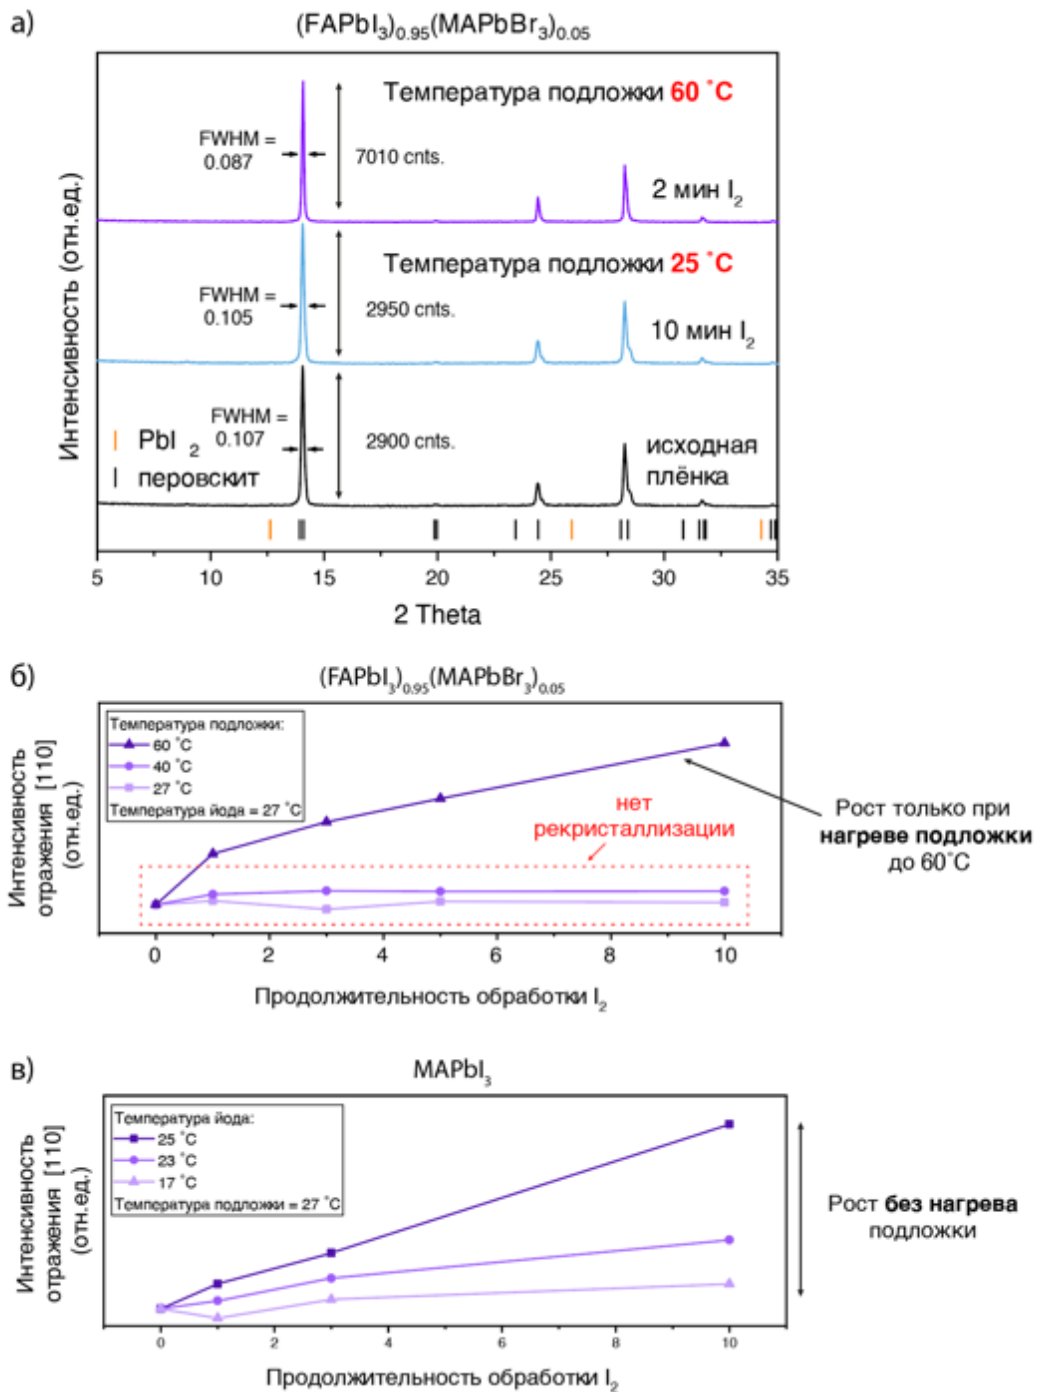 а)
(FAPbI₃)₀.₉₅(MAPbBr₃)₀.₀₅
Температура подложки 60 °C
FWHM =
0.087
7010 cnts.
2 мин I₂
Температура подложки 25 °C
FWHM =
0.105
2950 cnts.
10 мин I₂
FWHM =
0.107
2900 cnts.
исходная
плёнка
PbI ₂
перовскит
Интенсивность (отн.ед.)
5
10
15
20
25
30
35
2 Theta
б)
(FAPbI₃)₀.₉₅(MAPbBr₃)₀.₀₅
Температура подложки:
60 °C
40 °C
27 °C
Температура йода = 27 °C
нет
рекристаллизации
Рост только при
нагреве подложки
до 60°C
Интенсивность
отражения [110]
(отн.ед.)
0
2
4
6
8
10
Продолжительность обработки I₂
в)
MAPbI₃
Температура йода:
25 °C
23 °C
17 °C
Температура подложки = 27 °C
Рост без нагрева
подложки
Интенсивность
отражения [110]
(отн.ед.)
0
2
4
6
8
10
Продолжительность обработки I₂